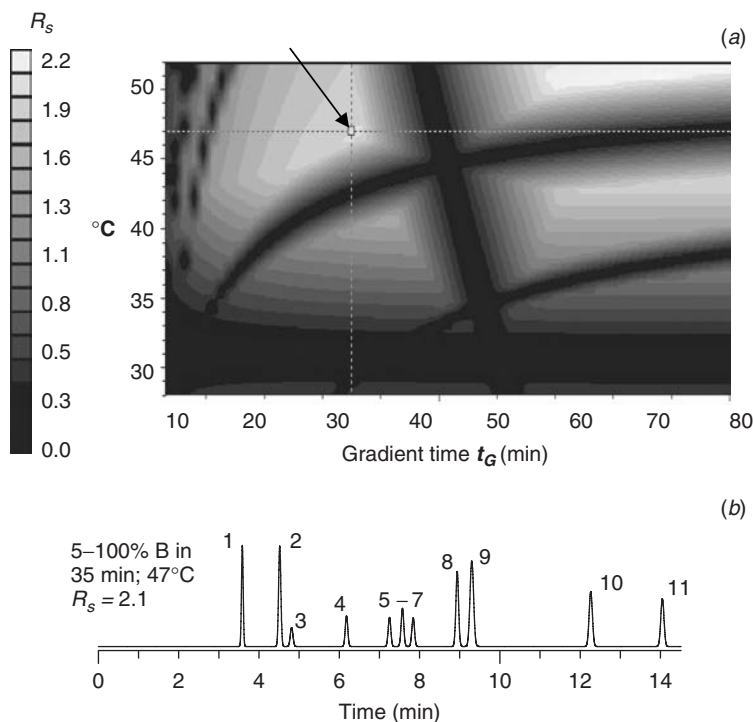 Rs
(a)
2.2
1.9
1.6
1.3
1.1
0.8
0.5
0.3
0.0
50
45
40
°C
35
30
10 20 30 40 50 60 70 80
Gradient time tG (min)
(b)
5–100% B in
35 min; 47°C
Rs = 2.1
1 2 3 4 5 – 7 8 9 10 11
0 2 4 6 8 10 12 14
Time (min)